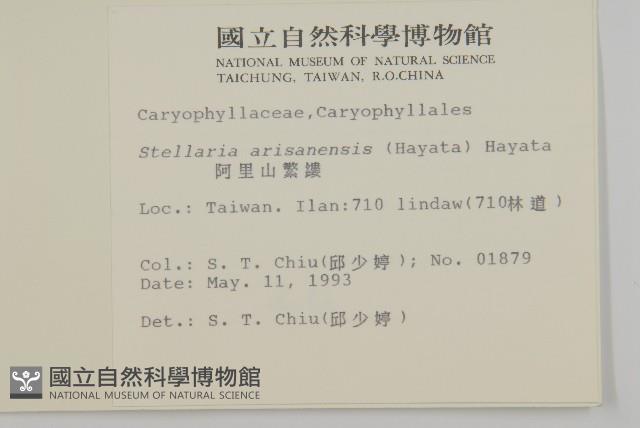 國立自然科學博物館
NATIONAL MUSEUM OF NATURAL SCIENCE
TAICHUNG, TAIWAN, R.O.CHINA
Caryophyllaceae,Caryophyllales
Stellaria arisanensis (Hayata) Hayata
阿里山繁縷
Loc.: Taiwan. Ilan:710 lindaw(710林道)
Col.: S. T. Chiu(邱少婷); No. 01879
Date: May. 11, 1993
Det.: S. T. Chiu(邱少婷)
國立自然科學博物館
NATIONAL MUSEUM OF NATURAL SCIENCE